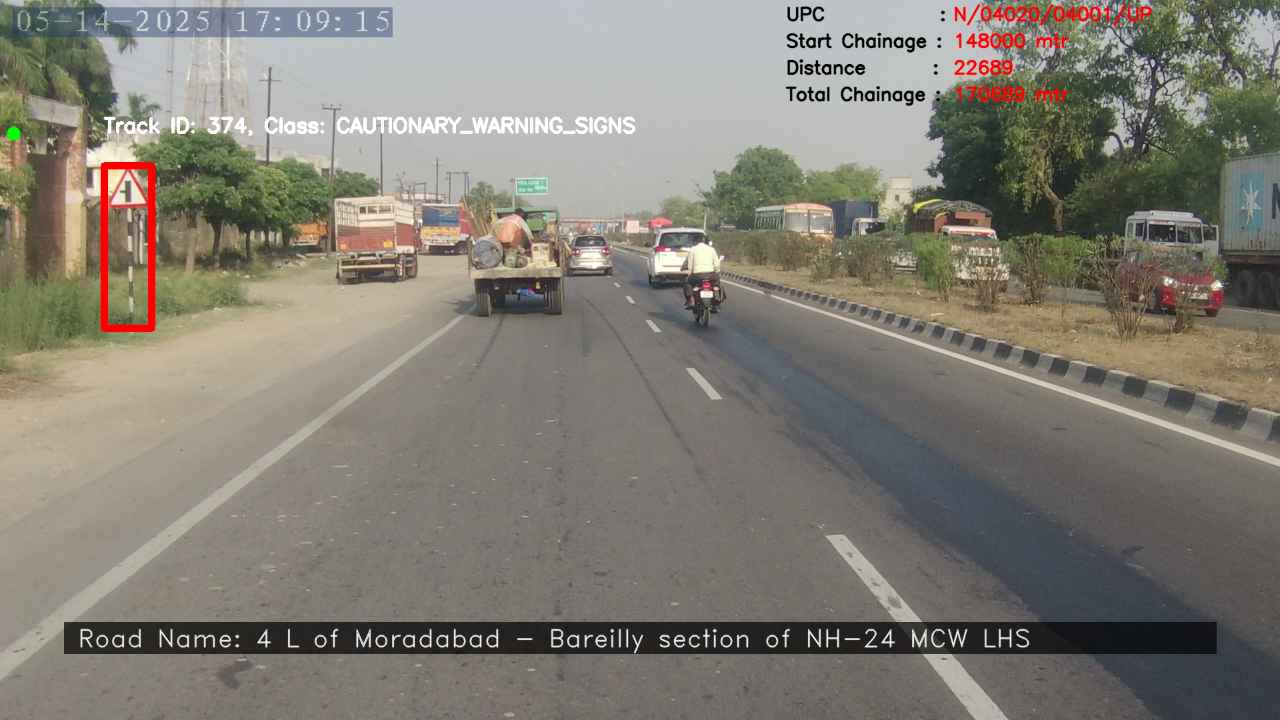 05-14-2025 17:09:15
UPC : N/04020/04001/UP
Start Chainage : 148000 mtr
Distance : 22689
Total Chainage : 170689 mtr
Track ID: 374, Class: CAUTIONARY_WARNING_SIGNS
Road Name: 4 L of Moradabad - Bareilly section of NH-24 MCW LHS